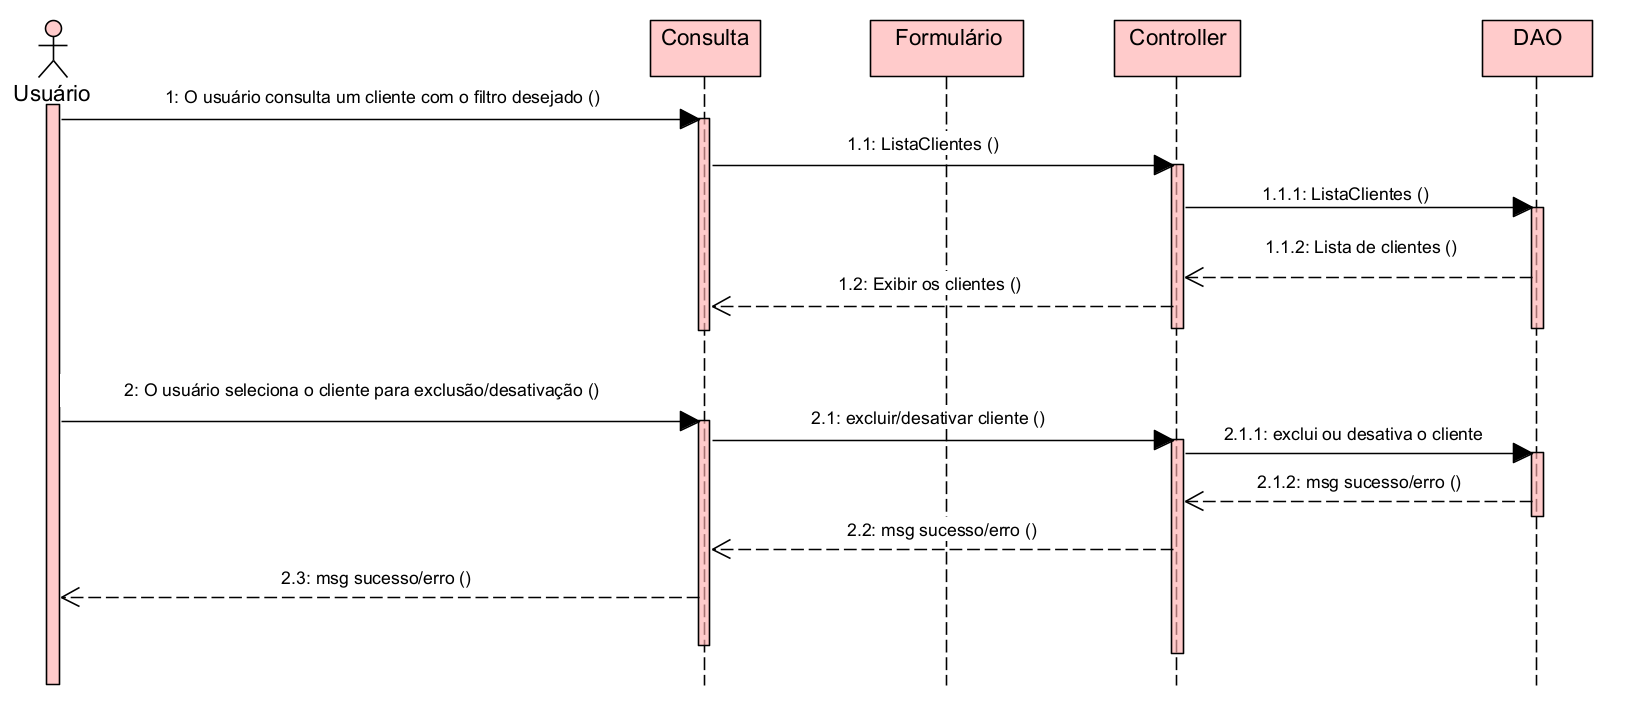 Usuário
Consulta
Formulário
Controller
DAO
1: O usuário consulta um cliente com o filtro desejado ()
1.1: ListaClientes ()
1.1.1: ListaClientes ()
1.1.2: Lista de clientes ()
1.2: Exibir os clientes ()
2: O usuário seleciona o cliente para exclusão/desativação ()
2.1: excluir/desativar cliente ()
2.1.1: exclui ou desativa o cliente
2.1.2: msg sucesso/erro ()
2.2: msg sucesso/erro ()
2.3: msg sucesso/erro ()